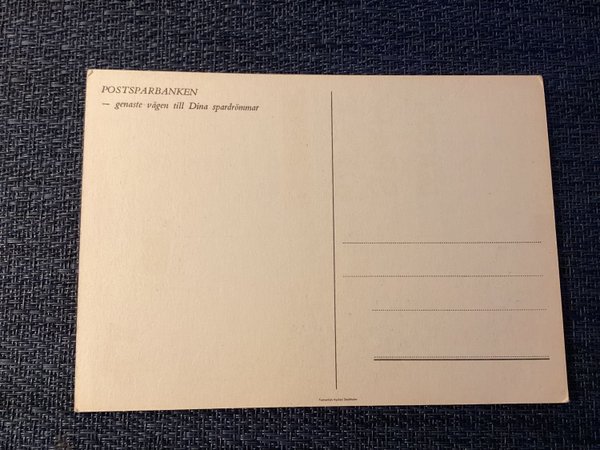 POSTSPARBANKEN
— genaste vägen till Dina spardrömmar